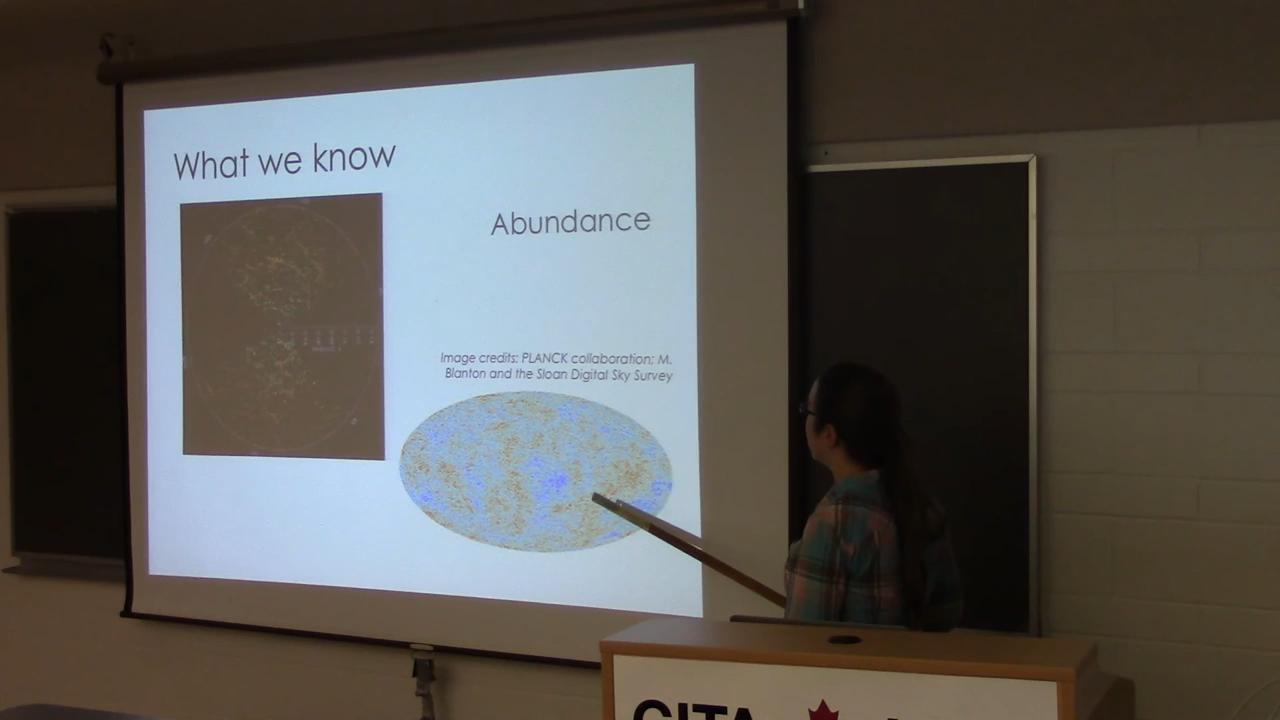 What we know
Abundance
Image credits: PLANCK collaboration; M.
Blanton and the Sloan Digital Sky Survey
CITA